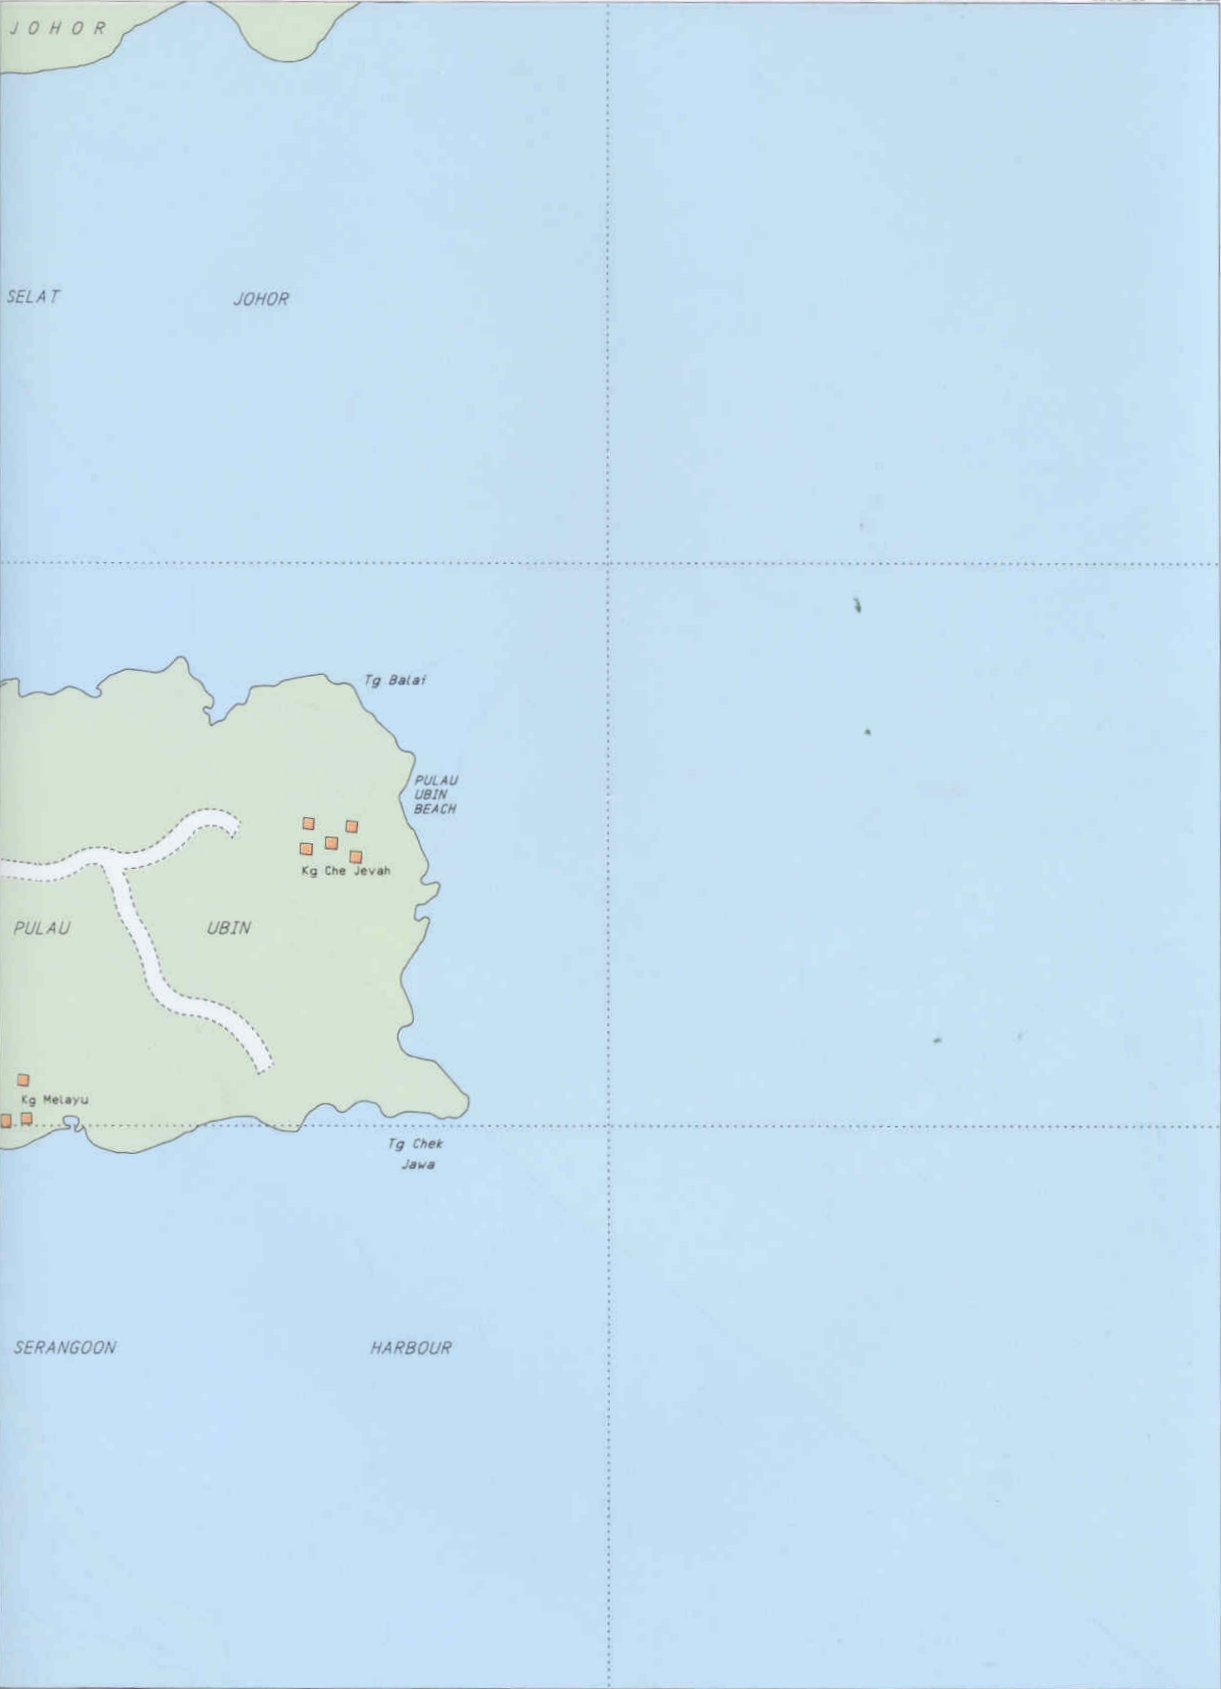 JOHOR
SELAT JOHOR
Tg Balai
PULAU
UBIN
BEACH
Kg Che Jevah
PULAU UBIN
Kg Melayu
Tg Chek
Jawa
SERANGOON HARBOUR